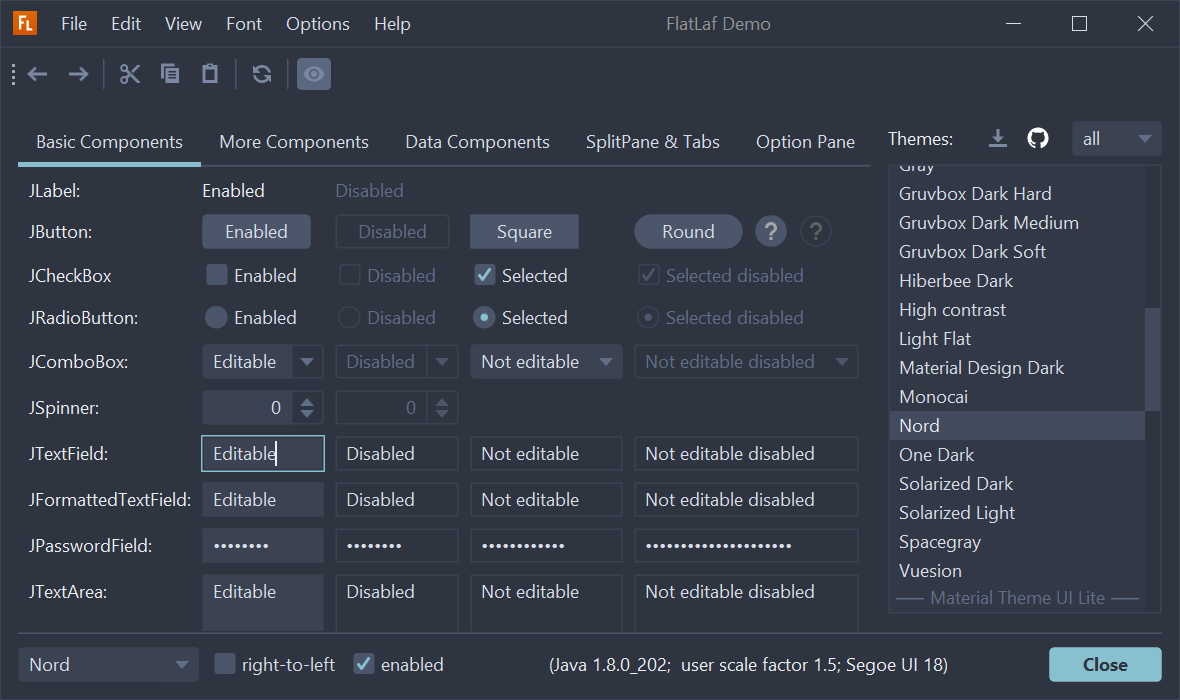 FL File Edit View Font Options Help FlatLaf Demo
Basic Components More Components Data Components SplitPane & Tabs Option Pane
JLabel: Enabled Disabled
JButton: Enabled Disabled Square Round ? ?
JCheckBox Enabled Disabled Selected Selected disabled
JRadioButton: Enabled Disabled Selected Selected disabled
JComboBox: Editable Disabled Not editable Not editable disabled
JSpinner: 0 0
JTextField: Editable Disabled Not editable Not editable disabled
JFormattedTextField: Editable Disabled Not editable Not editable disabled
JPasswordField: •••••••• •••••••• •••••••••••• •••••••••••••••••••••
JTextArea: Editable Disabled Not editable Not editable disabled
Themes: all
Gray
Gruvbox Dark Hard
Gruvbox Dark Medium
Gruvbox Dark Soft
Hiberbee Dark
High contrast
Light Flat
Material Design Dark
Monocai
Nord
One Dark
Solarized Dark
Solarized Light
Spacegray
Vuesion
Material Theme UI Lite
Nord right-to-left enabled (Java 1.8.0_202; user scale factor 1.5; Segoe UI 18) Close